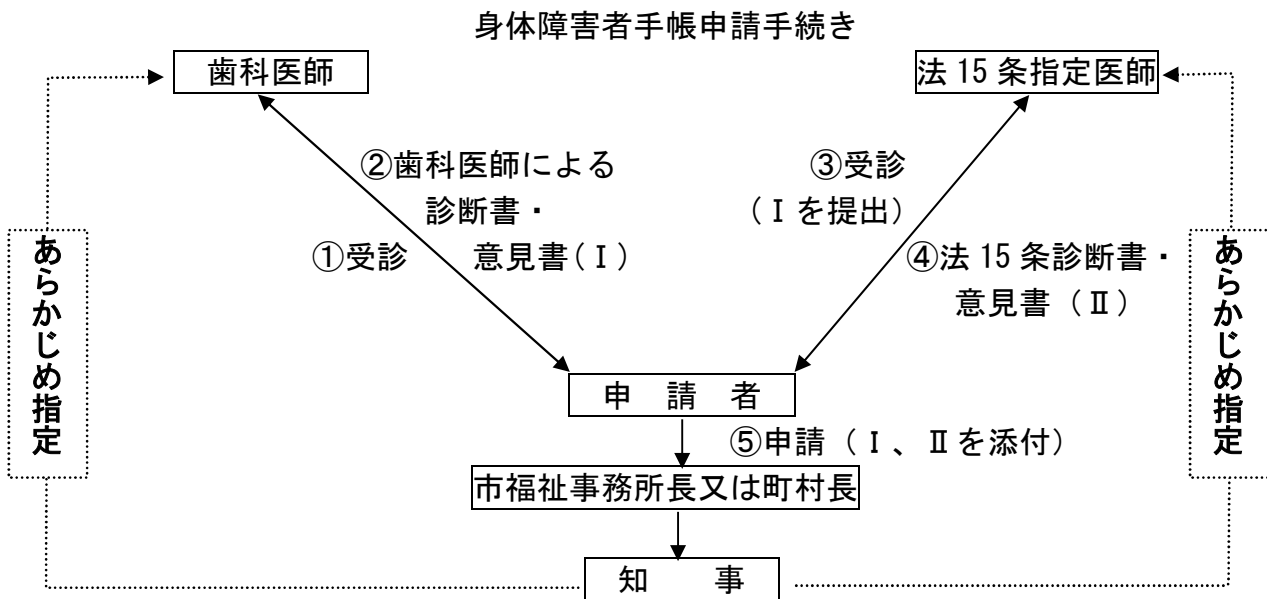 身体障害者手帳申請手続き
歯科医師
法 15 条指定医師
②歯科医師による
診断書・
意見書(Ⅰ)
①受診
③受診
(Ⅰを提出)
④法 15 条診断書・
意見書(Ⅱ)
あらかじめ指定
あらかじめ指定
申 請 者
⑤申請(Ⅰ、Ⅱを添付)
市福祉事務所長又は町村長
知 事